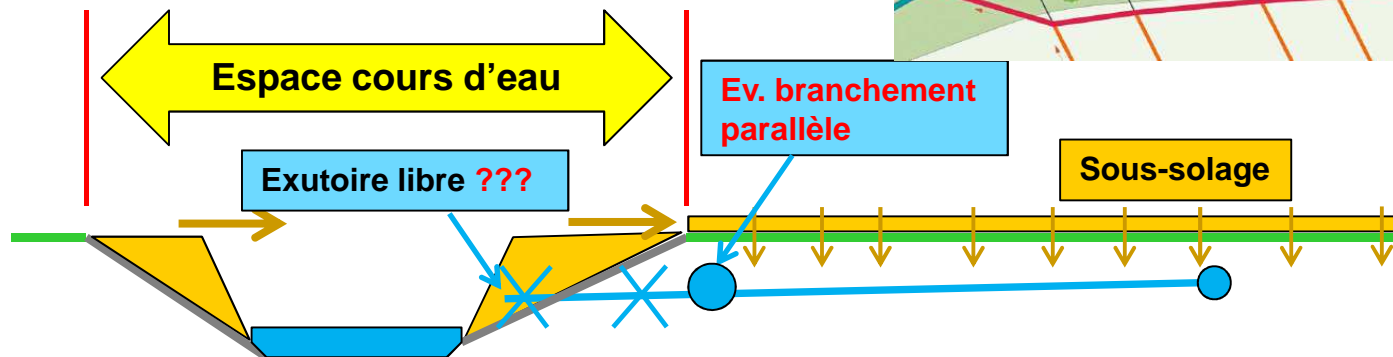 Espace cours d'eau
Ev. branchement
parallèle
Exutoire libre ???
Sous-solage